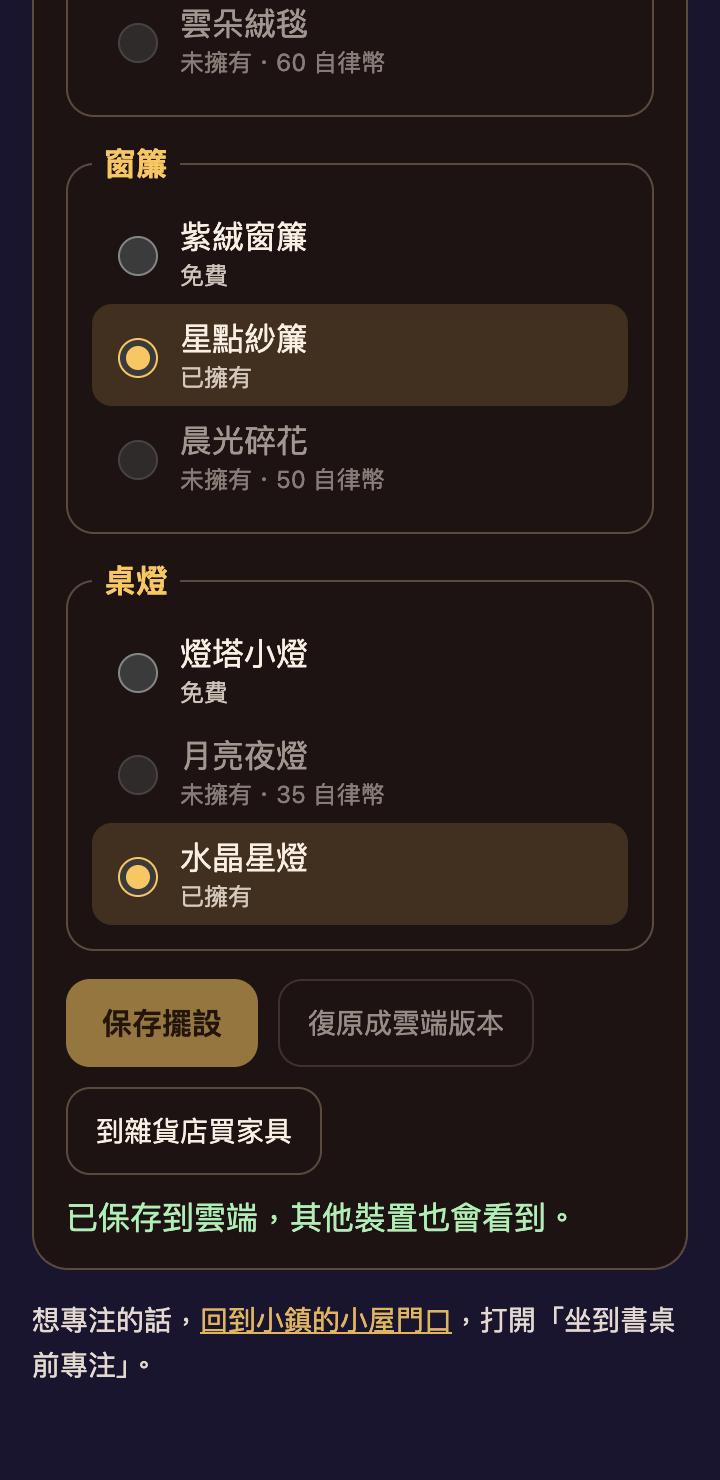 雲朵絨毯
未擁有・60 自律幣
窗簾
紫絨窗簾
免費
星點紗簾
已擁有
晨光碎花
未擁有・50 自律幣
桌燈
燈塔小燈
免費
月亮夜燈
未擁有・35 自律幣
水晶星燈
已擁有
保存擺設
復原成雲端版本
到雜貨店買家具
已保存到雲端，其他裝置也會看到。
想專注的話，回到小鎮的小屋門口，打開「坐到書桌
前專注」。